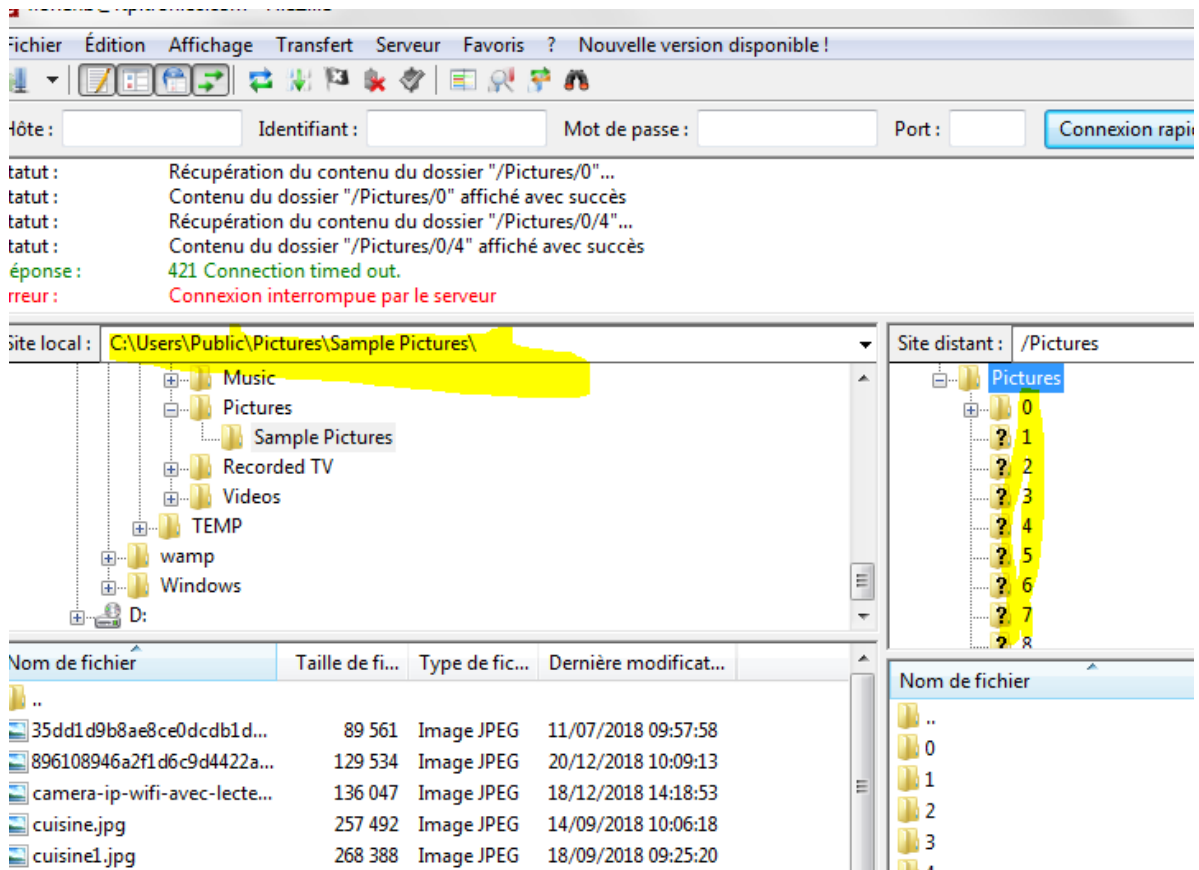 Fichier Édition Affichage Transfert Serveur Favoris ? Nouvelle version disponible !
Hôte : Identifiant : Mot de passe : Port : Connexion rapi
tatut : Récupération du contenu du dossier "/Pictures/0"...
tatut : Contenu du dossier "/Pictures/0" affiché avec succès
tatut : Récupération du contenu du dossier "/Pictures/0/4"...
tatut : Contenu du dossier "/Pictures/0/4" affiché avec succès
éponse : 421 Connection timed out.
rreur : Connexion interrompue par le serveur
Site local : C:\Users\Public\Pictures\Sample Pictures\
Music
Pictures
Sample Pictures
Recorded TV
Videos
TEMP
wamp
Windows
D:
Site distant : /Pictures
Pictures
0
? 1
? 2
? 3
? 4
? 5
? 6
? 7
? 8
Nom de fichier Taille de fi... Type de fic... Dernière modificat...
..
35dd1d9b8ae8ce0dcdb1d... 89 561 Image JPEG 11/07/2018 09:57:58
896108946a2f1d6c9d4422a... 129 534 Image JPEG 20/12/2018 10:09:13
camera-ip-wifi-avec-lecte... 136 047 Image JPEG 18/12/2018 14:18:53
cuisine.jpg 257 492 Image JPEG 14/09/2018 10:06:18
cuisine1.jpg 268 388 Image JPEG 18/09/2018 09:25:20
Nom de fichier
..
0
1
2
3